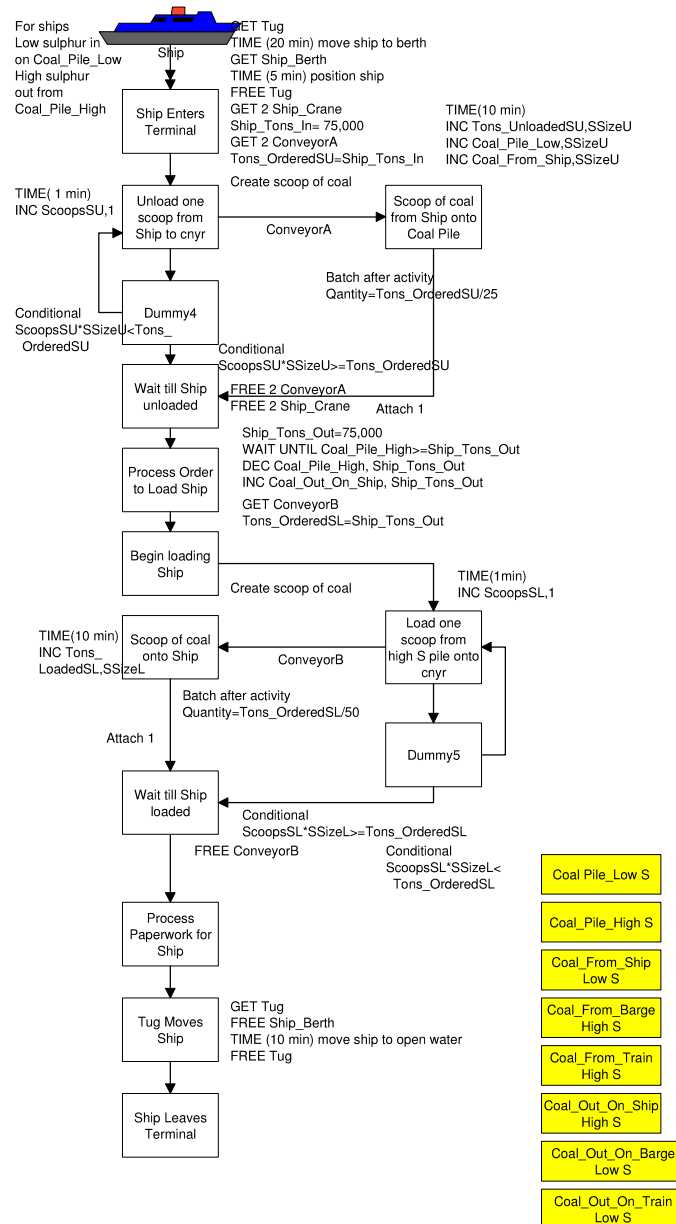 For ships
Low sulphur in
on Coal_Pile_Low
High sulphur
out from
Coal_Pile_High
Ship
GET Tug
TIME (20 min) move ship to berth
GET Ship_Berth
TIME (5 min) position ship
FREE Tug
GET 2 Ship_Crane
Ship_Tons_In= 75,000
GET 2 ConveyorA
Tons_OrderedSU=Ship_Tons_In
Ship Enters
Terminal
TIME(10 min)
INC Tons_UnloadedSU,SSizeU
INC Coal_Pile_Low,SSizeU
INC Coal_From_Ship,SSizeU
Create scoop of coal
TIME( 1 min)
INC ScoopsSU,1
Unload one
scoop from
Ship to cnyr
ConveyorA
Scoop of coal
from Ship onto
Coal Pile
Batch after activity
Qantity=Tons_OrderedSU/25
Dummy4
Conditional
ScoopsSU*SSizeU<Tons_
OrderedSU
Conditional
ScoopsSU*SSizeU>=Tons_OrderedSU
Wait till Ship
unloaded
FREE 2 ConveyorA
FREE 2 Ship_Crane
Attach 1
Ship_Tons_Out=75,000
WAIT UNTIL Coal_Pile_High>=Ship_Tons_Out
DEC Coal_Pile_High, Ship_Tons_Out
INC Coal_Out_On_Ship, Ship_Tons_Out
Process Order
to Load Ship
GET ConveyorB
Tons_OrderedSL=Ship_Tons_Out
Begin loading
Ship
Create scoop of coal
TIME(1min)
INC ScoopsSL,1
TIME(10 min)
INC Tons_
LoadedSL,SSizeL
Scoop of coal
onto Ship
ConveyorB
Load one
scoop from
high S pile onto
cnyr
Batch after activity
Quantity=Tons_OrderedSL/50
Attach 1
Dummy5
Wait till Ship
loaded
Conditional
ScoopsSL*SSizeL>=Tons_OrderedSL
FREE ConveyorB
Conditional
ScoopsSL*SSizeL<
Tons_OrderedSL
Process
Paperwork for
Ship
Tug Moves
Ship
GET Tug
FREE Ship_Berth
TIME (10 min) move ship to open water
FREE Tug
Ship Leaves
Terminal
Coal Pile_Low S
Coal_Pile_High S
Coal_From_Ship
Low S
Coal_From_Barge
High S
Coal_From_Train
High S
Coal_Out_On_Ship
High S
Coal_Out_On_Barge
Low S
Coal_Out_On_Train
Low S